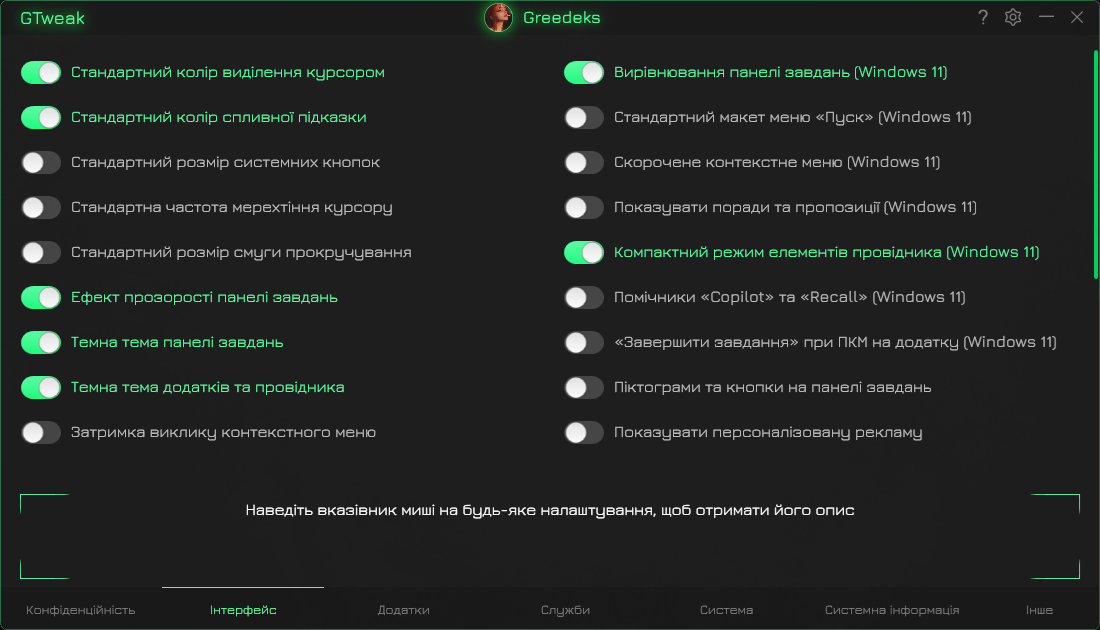 GTweak
Greedeks
?
Стандартний колір виділення курсором
Стандартний колір спливної підказки
Стандартний розмір системних кнопок
Стандартна частота мерехтіння курсору
Стандартний розмір смуги прокручування
Ефект прозорості панелі завдань
Темна тема панелі завдань
Темна тема додатків та провідника
Затримка виклику контекстного меню
Вирівнювання панелі завдань (Windows 11)
Стандартний макет меню «Пуск» (Windows 11)
Скорочене контекстне меню (Windows 11)
Показувати поради та пропозиції (Windows 11)
Компактний режим елементів провідника (Windows 11)
Помічники «Copilot» та «Recall» (Windows 11)
«Завершити завдання» при ПКМ на додатку (Windows 11)
Піктограми та кнопки на панелі завдань
Показувати персоналізовану рекламу
Наведіть вказівник миші на будь-яке налаштування, щоб отримати його опис
Конфіденційність
Інтерфейс
Додатки
Служби
Система
Системна інформація
Інше